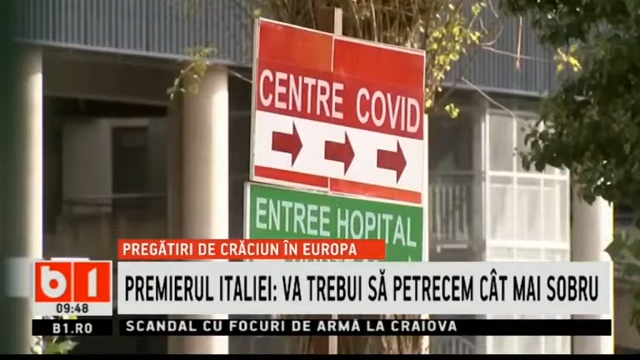 CENTRE COVID
ENTREE HOPITAL
PREGĂTIRI DE CRĂCIUN ÎN EUROPA
b1
PREMIERUL ITALIEI: VA TREBUI SĂ PETRECEM CÂT MAI SOBRU
09:48
B1.RO
SCANDAL CU FOCURI DE ARMĂ LA CRAIOVA